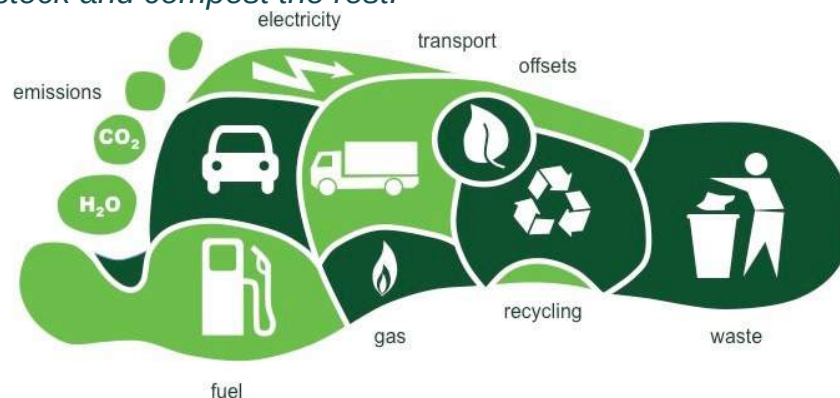 stock and compost the rest.
electricity
transport
offsets
emissions
CO₂
H₂O
gas
recycling
waste
fuel